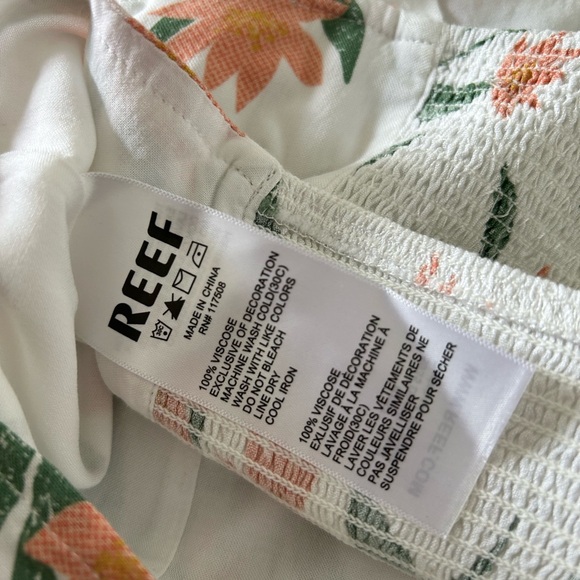 REEF
MADE IN CHINA
RN# 117508
100% VISCOSE
EXCLUSIVE OF DECORATION
MACHINE WASH COLD(30C)
WASH WITH LIKE COLORS
DO NOT BLEACH
LINE DRY
COOL IRON
100% VISCOSE
EXLUSIF DE DÉCORATION
LAVAGE À LA MACHINE À
FROID(30C)
LAVER LES VÊTEMENTS DE
COULEURS SIMILAIRES NE
PAS JAVELLISER
SUSPENDRE POUR SÉCHER